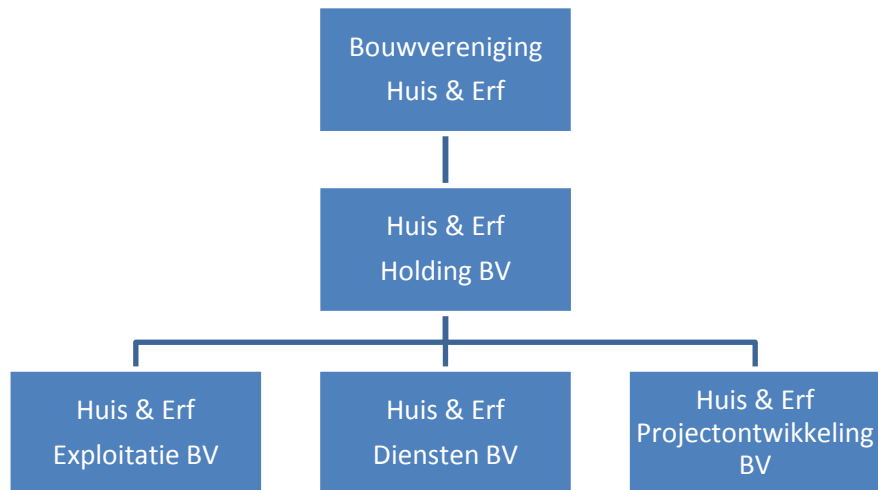 Bouwvereniging
Huis & Erf
Huis & Erf
Holding BV
Huis & Erf
Exploitatie BV
Huis & Erf
Diensten BV
Huis & Erf
Projectontwikkeling
BV